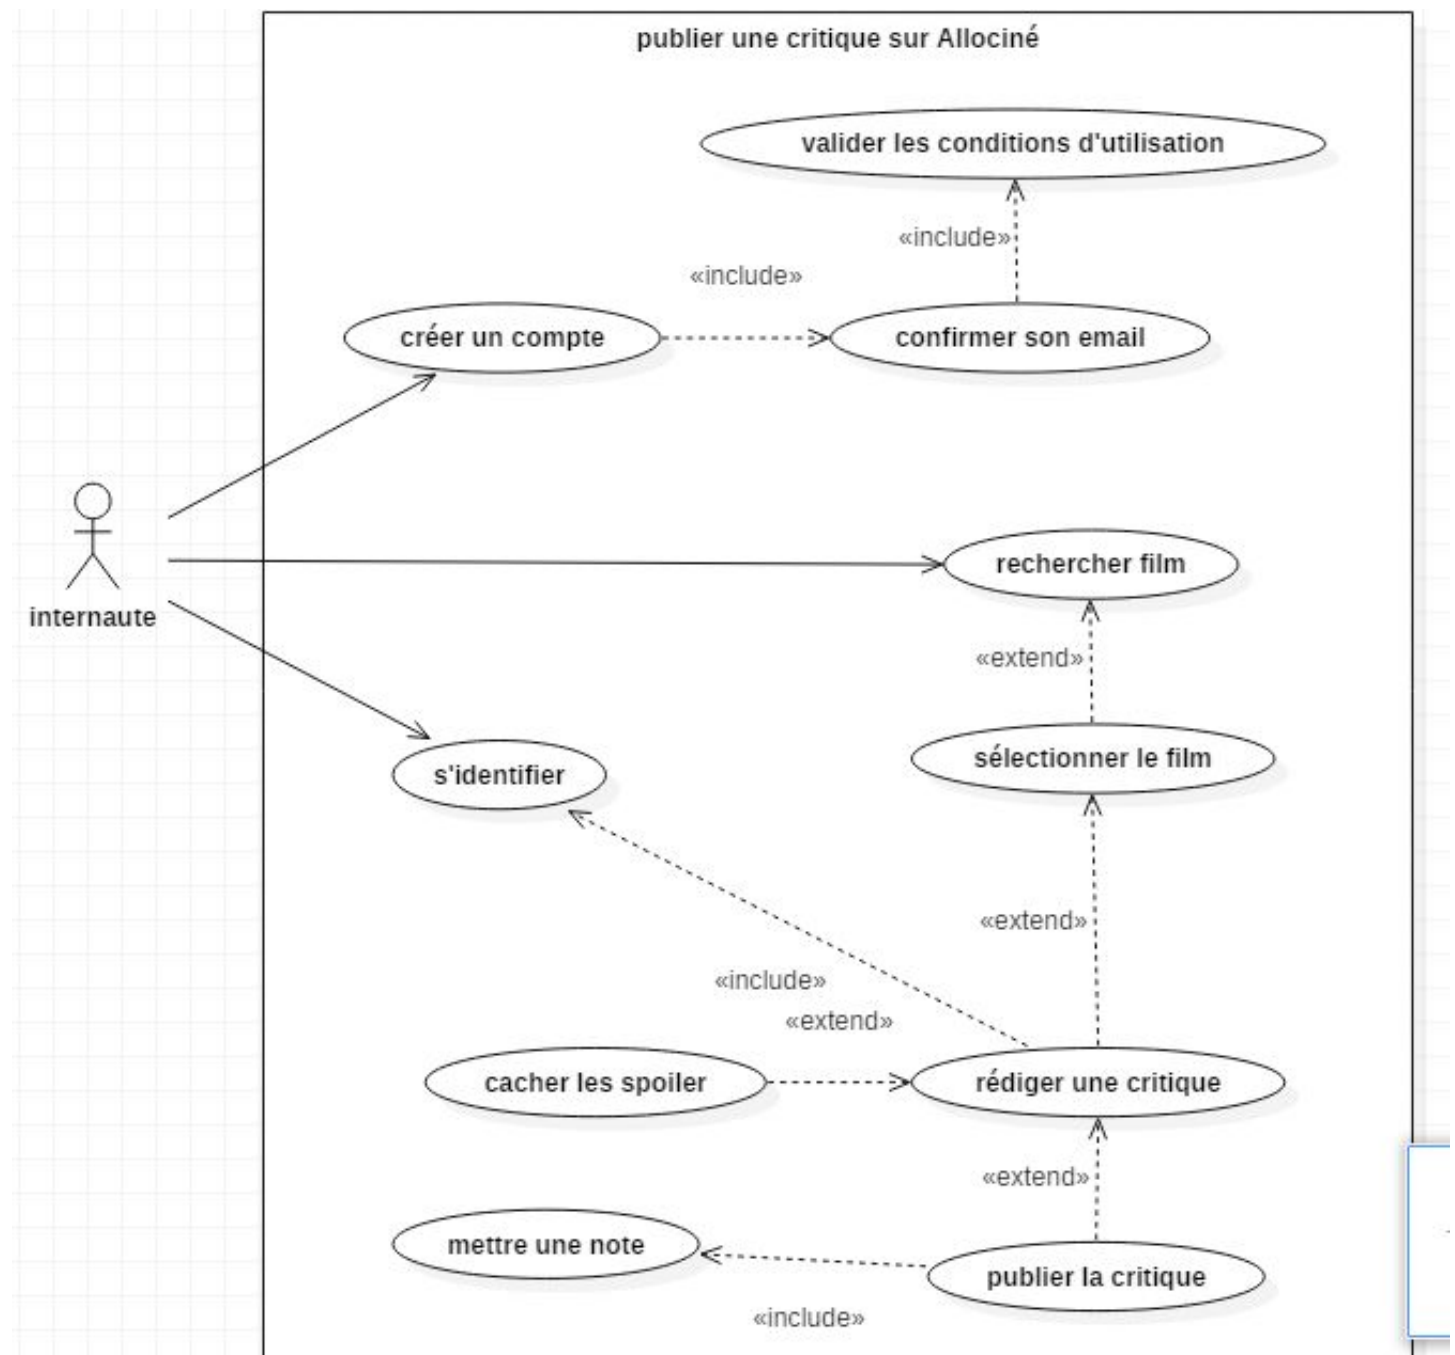 publier une critique sur Allociné
valider les conditions d'utilisation
«include»
«include»
créer un compte
confirmer son email
rechercher film
internaute
«extend»
sélectionner le film
s'identifier
«extend»
«include»
«extend»
cacher les spoiler
rédiger une critique
«extend»
mettre une note
publier la critique
«include»